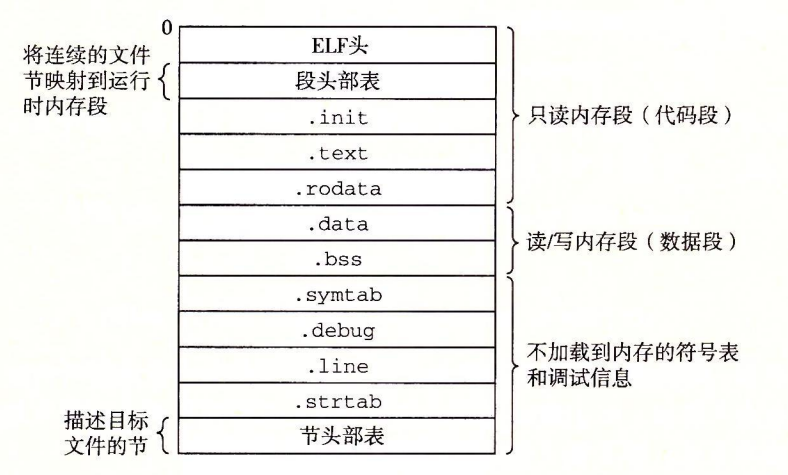 0
ELF头
将连续的文件
节映射到运行
时内存段
段头部表
.init
.text
.rodata
只读内存段（代码段）
.data
.bss
读/写内存段（数据段）
.symtab
.debug
.line
.strtab
不加载到内存的符号表
和调试信息
描述目标
文件的节
节头部表